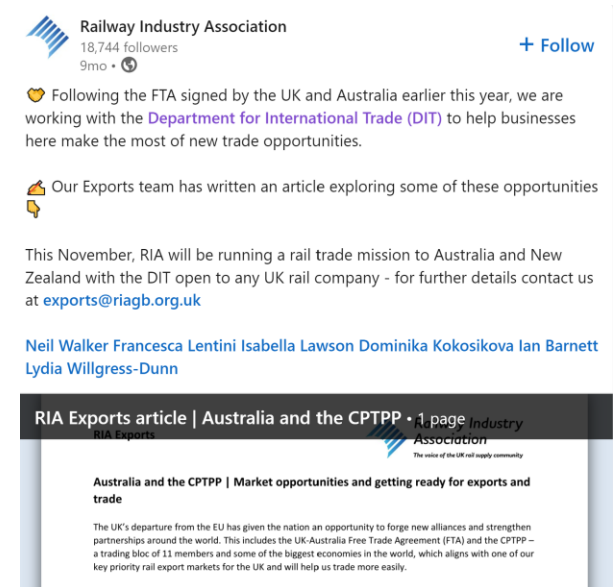 Railway Industry Association
18,744 followers
9mo •
+ Follow
Following the FTA signed by the UK and Australia earlier this year, we are
working with the Department for International Trade (DIT) to help businesses
here make the most of new trade opportunities.
Our Exports team has written an article exploring some of these opportunities
This November, RIA will be running a rail trade mission to Australia and New
Zealand with the DIT open to any UK rail company - for further details contact us
at exports@riagb.org.uk
Neil Walker Francesca Lentini Isabella Lawson Dominika Kokosikova Ian Barnett
Lydia Willgress-Dunn
RIA Exports article | Australia and the CPTPP • 1 page
RIA Exports
Railway Industry
Association
The voice of the UK rail supply community
Australia and the CPTPP | Market opportunities and getting ready for exports and
trade
The UK's departure from the EU has given the nation an opportunity to forge new alliances and strengthen
partnerships around the world. This includes the UK-Australia Free Trade Agreement (FTA) and the CPTPP –
a trading bloc of 11 members and some of the biggest economies in the world, which aligns with one of our
key priority rail export markets for the UK and will help us trade more easily.